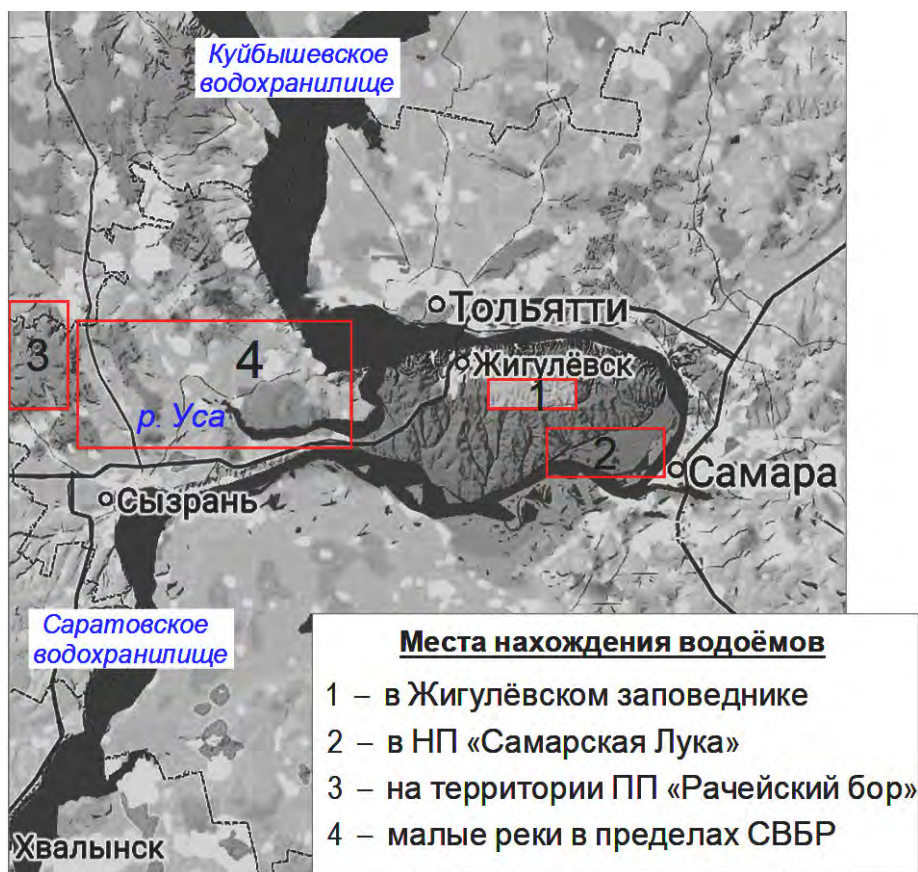 Куйбышевское
водохранилище
Тольятти
Жигулёвск
3
4
1
р. Уса
2
Самара
Сызрань
Саратовское
водохранилище
Хвалынск
Места нахождения водоёмов
1 – в Жигулёвском заповеднике
2 – в НП «Самарская Лука»
3 – на территории ПП «Рачейский бор»
4 – малые реки в пределах СВБР